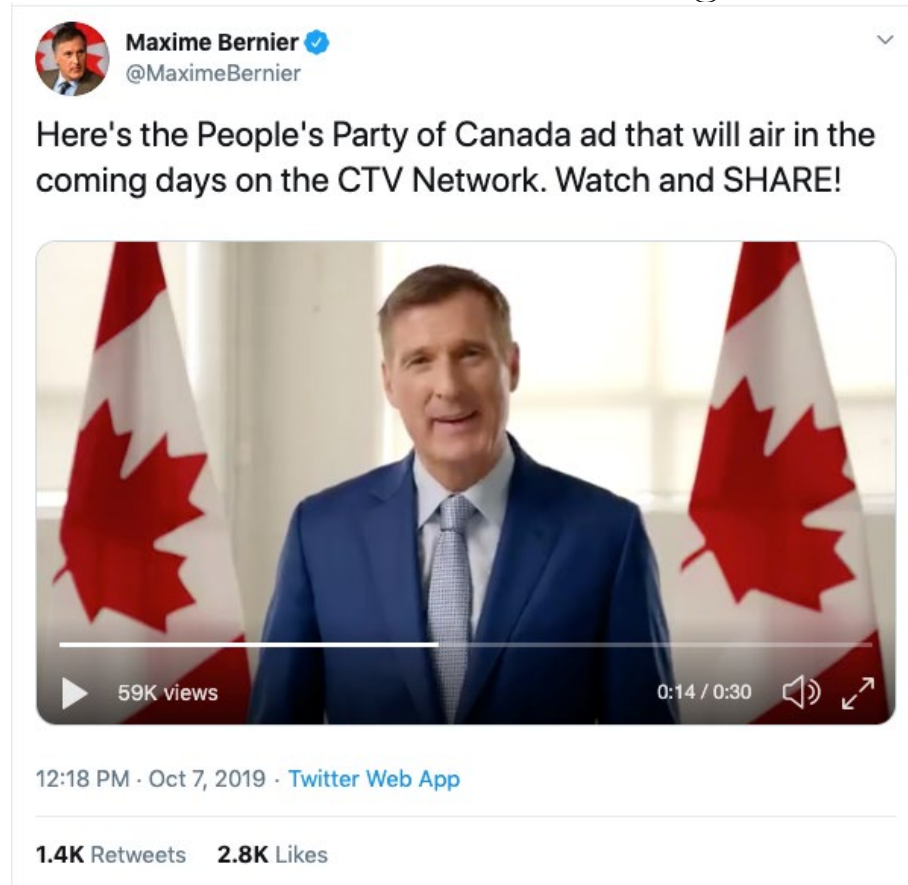 Maxime Bernier
@MaximeBernier
Here's the People's Party of Canada ad that will air in the
coming days on the CTV Network. Watch and SHARE!
59K views
0:14 / 0:30
12:18 PM · Oct 7, 2019 · Twitter Web App
1.4K Retweets 2.8K Likes